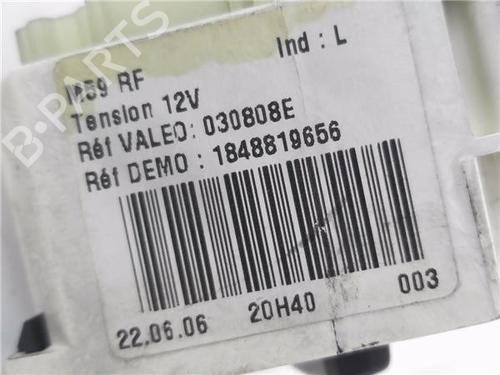 Ind : L
M59 RF
Tension 12V
Réf VALEO: 030808E
Réf DEMO : 1848819656
22.06.06 20H40 003
B-PARTS